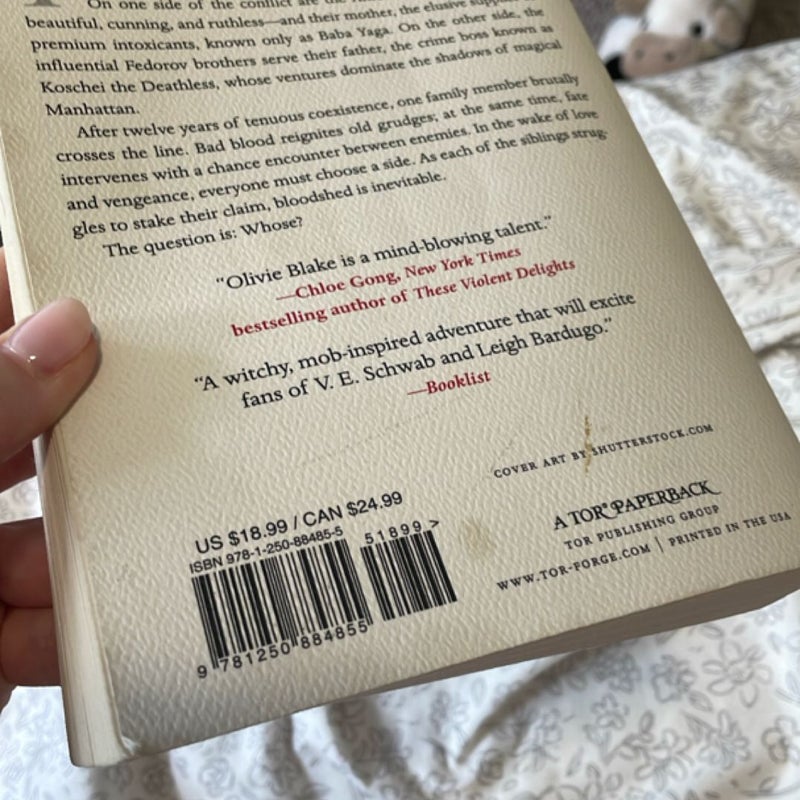 On one side of the conflict are the
beautiful, cunning, and ruthless—and their mother, the elusive
premium intoxicants, known only as Baba Yaga. On the other side, the
influential Fedorov brothers serve their father, the crime boss known as
Koschei the Deathless, whose ventures dominate the shadows of magical
Manhattan.
After twelve years of tenuous coexistence, one family member brutally
crosses the line. Bad blood reignites old grudges; at the same time, fate
intervenes with a chance encounter between enemies. In the wake of love
and vengeance, everyone must choose a side. As each of the siblings strug-
gles to stake their claim, bloodshed is inevitable.
The question is: Whose?
“Olivie Blake is a mind-blowing talent.”
—Chloe Gong, New York Times
bestselling author of These Violent Delights
“A witchy, mob-inspired adventure that will excite
fans of V. E. Schwab and Leigh Bardugo.”
—Booklist
COVER ART BY SHUTTERSTOCK.COM
US $18.99 / CAN $24.99
ISBN 978-1-250-88485-5
51899>
9 781250 884855
A TOR® PAPERBACK
TOR PUBLISHING GROUP
WWW.TOR-FORGE.COM | PRINTED IN THE USA